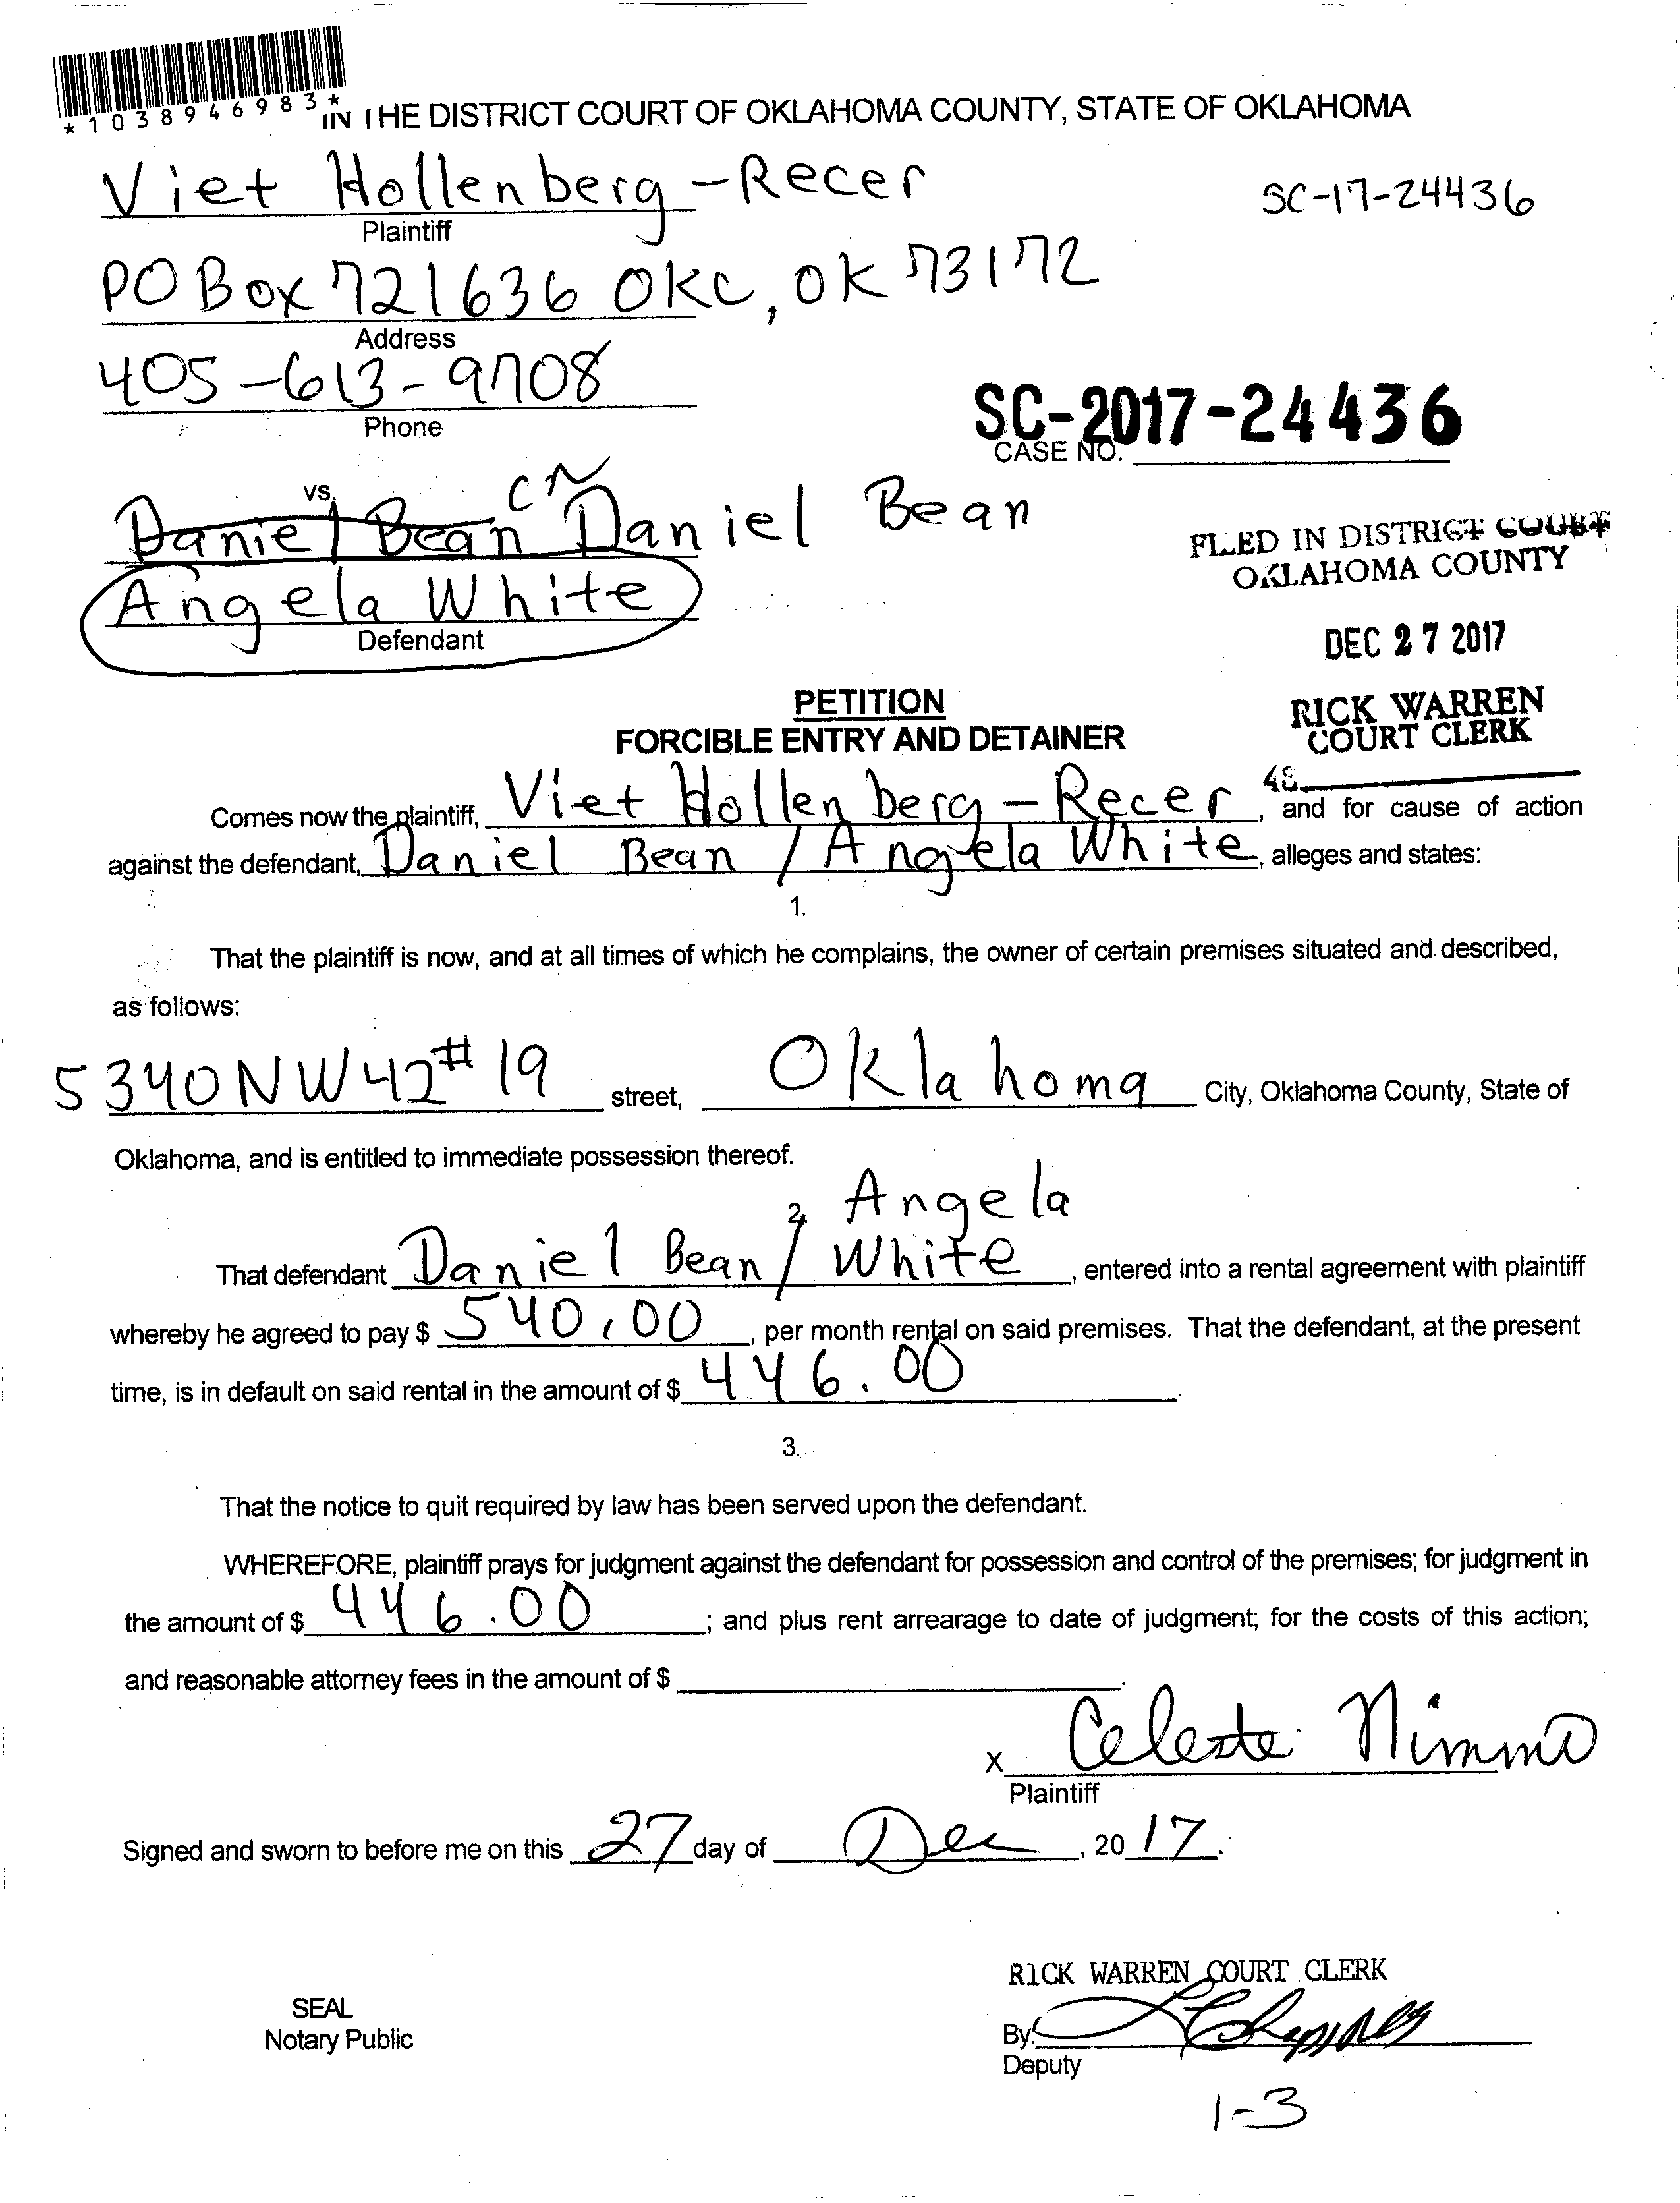 *1038946983*
IN THE DISTRICT COURT OF OKLAHOMA COUNTY, STATE OF OKLAHOMA
Viet Hollenberg-Recer
SC-17-24436
Plaintiff
PO Box 721636 OKC, OK 73172
Address
405-613-9708
Phone
SC-2017-24436
CASE NO.
vs.
CN
Daniel Bean Daniel Bean
Angela White
Defendant
FILED IN DISTRICT COURT
OKLAHOMA COUNTY
DEC 27 2017
RICK WARREN
COURT CLERK
PETITION
FORCIBLE ENTRY AND DETAINER
Comes now the plaintiff, Viet Hollenberg-Recer, and for cause of action
against the defendant, Daniel Bean / Angela White, alleges and states:
1.
That the plaintiff is now, and at all times of which he complains, the owner of certain premises situated and described,
as follows:
5340 NW 42 # 19 street, Oklahoma City, Oklahoma County, State of
Oklahoma, and is entitled to immediate possession thereof.
2. Angela
That defendant Daniel Bean / White, entered into a rental agreement with plaintiff
whereby he agreed to pay $ 540.00, per month rental on said premises. That the defendant, at the present
time, is in default on said rental in the amount of $ 446.00.
3.
That the notice to quit required by law has been served upon the defendant.
WHEREFORE, plaintiff prays for judgment against the defendant for possession and control of the premises; for judgment in
the amount of $ 446.00; and plus rent arrearage to date of judgment; for the costs of this action;
and reasonable attorney fees in the amount of $ .
x Celeste Nimmo
Plaintiff
Signed and sworn to before me on this 27 day of Dec, 20 17.
RICK WARREN COURT CLERK
SEAL
Notary Public
By:
Deputy
1-3